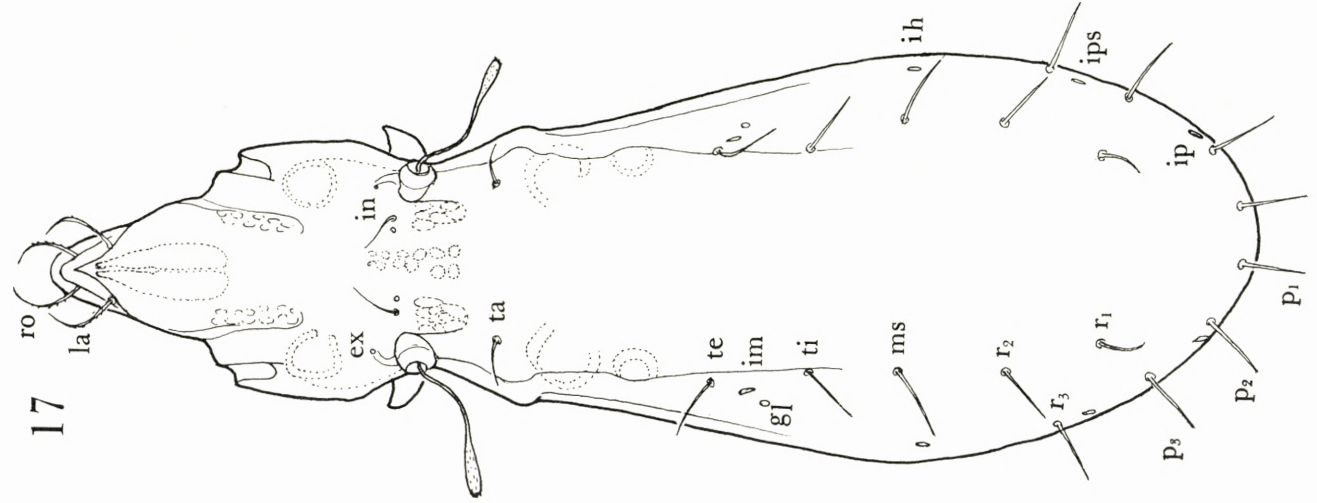 17
ro
la
in
ex
ta
te
im
gl
ti
ms
r₂
r₁
r₃
ih
ips
ip
p₁
p₂
p₃